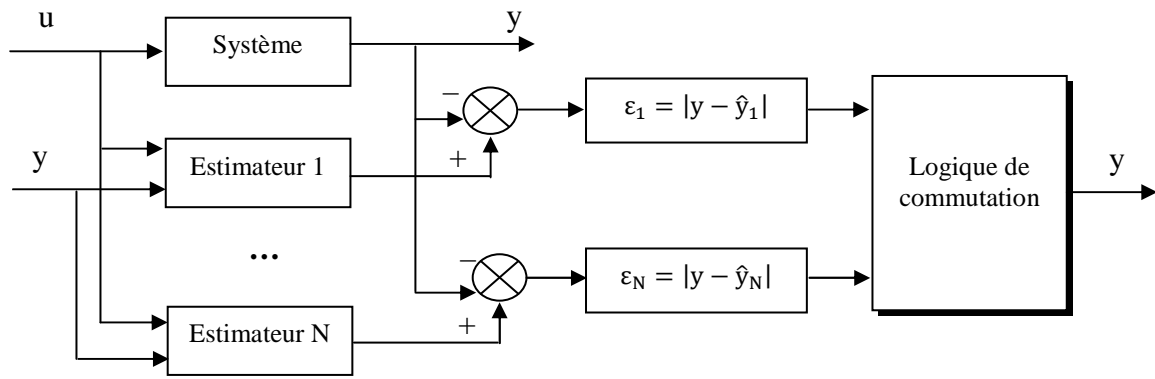 u
Système
y
−
ε₁ = |y − ŷ₁|
y
Estimateur 1
+
Logique de
commutation
y
...
−
ε_N = |y − ŷ_N|
Estimateur N
+